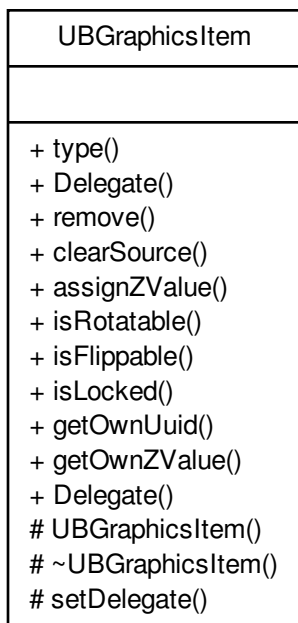 UBGraphicsItem
+ type()
+ Delegate()
+ remove()
+ clearSource()
+ assignZValue()
+ isRotatable()
+ isFlippable()
+ isLocked()
+ getOwnUuid()
+ getOwnZValue()
+ Delegate()
# UBGraphicsItem()
# ~UBGraphicsItem()
# setDelegate()